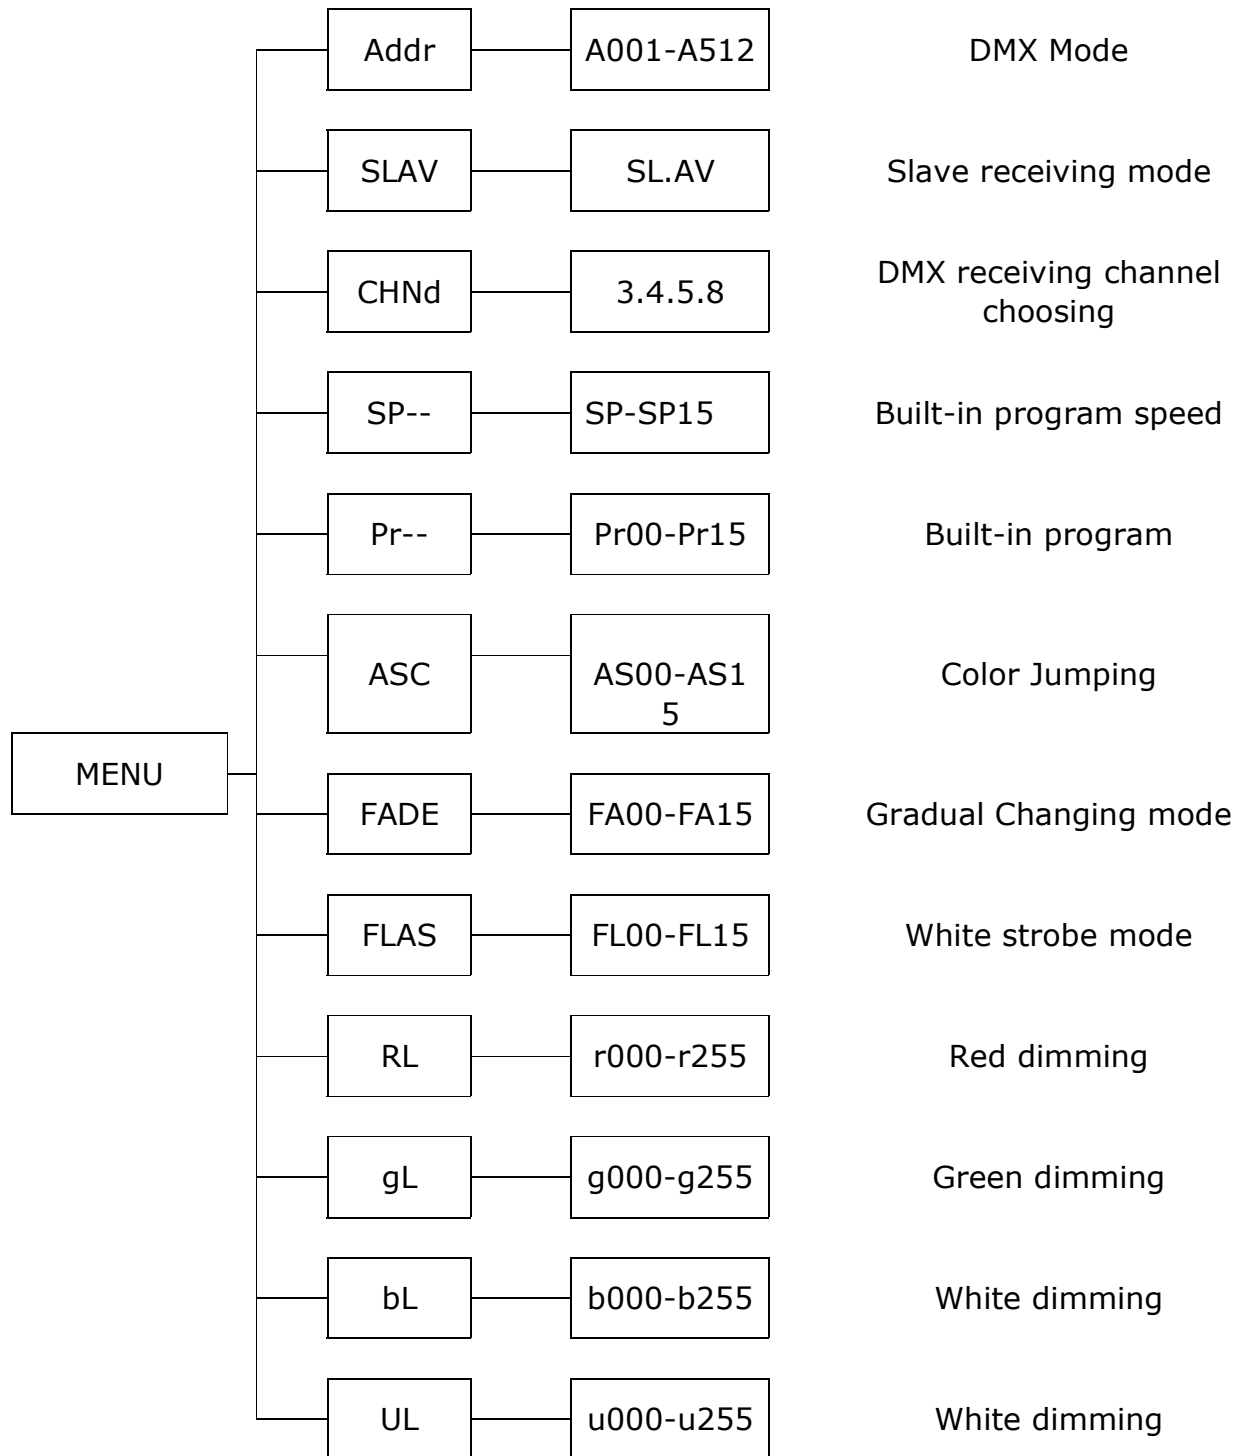 Addr A001-A512 DMX Mode
SLAV SL.AV Slave receiving mode
CHNd 3.4.5.8 DMX receiving channel
choosing
SP-- SP-SP15 Built-in program speed
Pr-- Pr00-Pr15 Built-in program
ASC AS00-AS1 Color Jumping
5
MENU
FADE FA00-FA15 Gradual Changing mode
FLAS FL00-FL15 White strobe mode
RL r000-r255 Red dimming
gL g000-g255 Green dimming
bL b000-b255 White dimming
UL u000-u255 White dimming